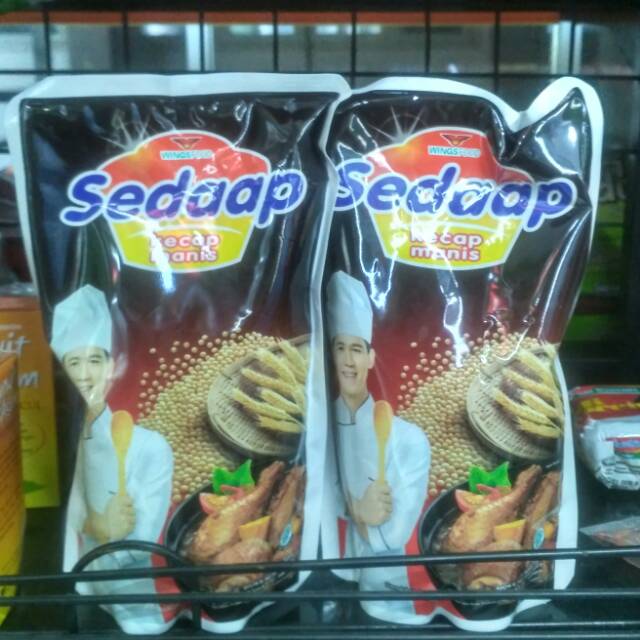 WINGSFOOD
Sedaap
kecap
manis
WINGSFOOD
Sedaap
kecap
manis